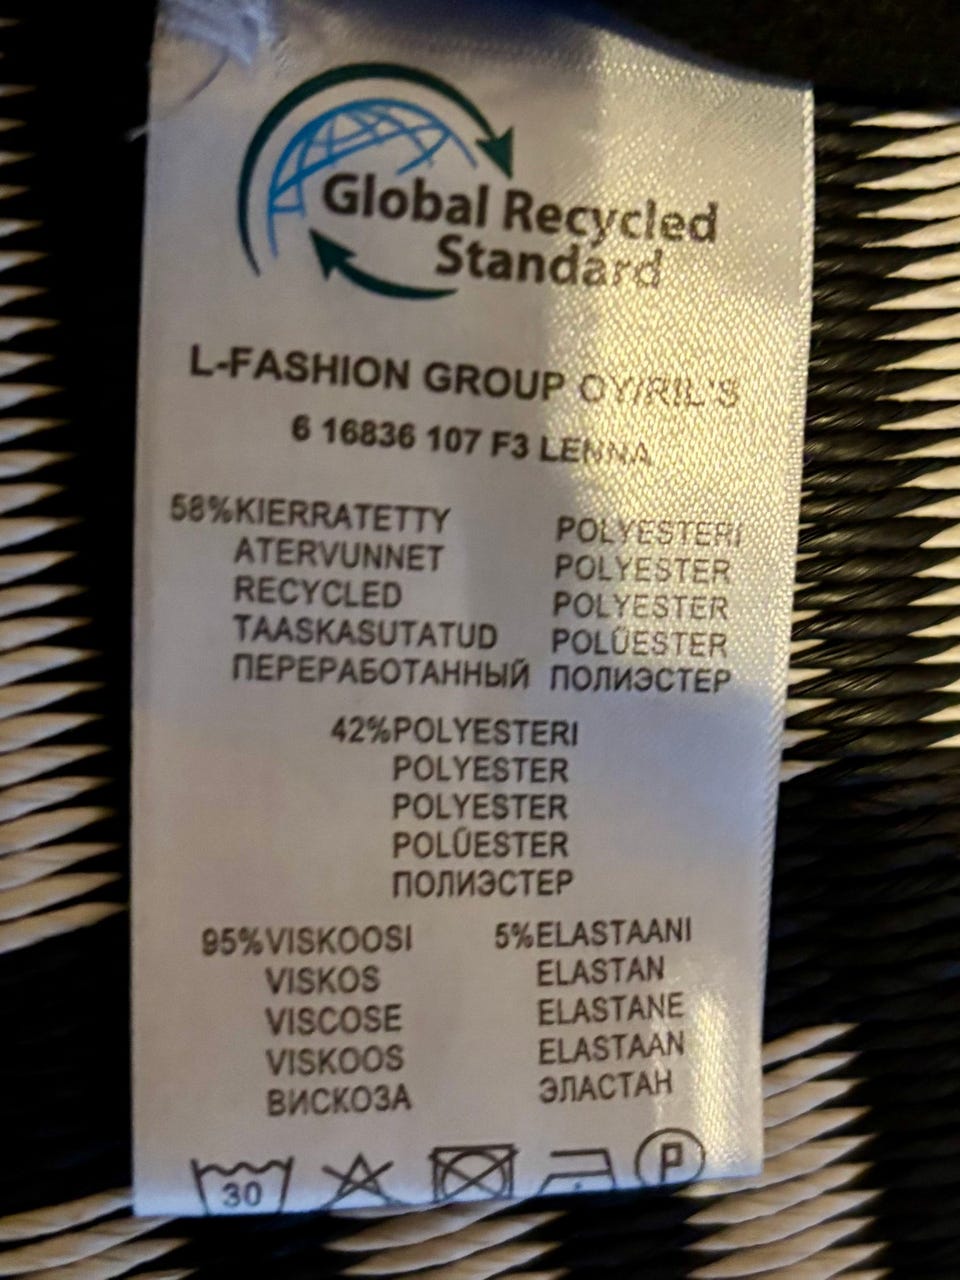 Global Recycled
Standard
L-FASHION GROUP OY/RIL'S
6 16836 107 F3 LENNA
58%KIERRATETTY POLYESTERI
ATERVUNNET POLYESTER
RECYCLED POLYESTER
TAASKASUTATUD POLÜESTER
ПЕРЕРАБОТАННЫЙ ПОЛИЭСТЕР
42%POLYESTERI
POLYESTER
POLYESTER
POLÜESTER
ПОЛИЭСТЕР
95%VISKOOSI 5%ELASTAANI
VISKOS ELASTAN
VISCOSE ELASTANE
VISKOOS ELASTAAN
ВИСКОЗА ЭЛАСТАН
30 P